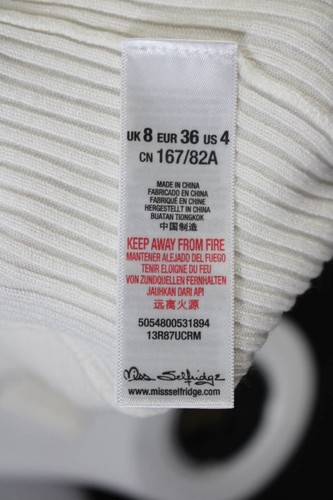 UK 8 EUR 36 US 4
CN 167/82A
MADE IN CHINA
FABRICADO EN CHINA
FABRIQUÉ EN CHINE
HERGESTELLT IN CHINA
BUATAN TIONGKOK
中国制造
KEEP AWAY FROM FIRE
MANTENER ALEJADO DEL FUEGO
TENIR ELOIGNE DU FEU
VON ZUNDQUELLEN FERNHALTEN
JAUHKAN DARI API
远离火源
5054800531894
13R87UCRM
Miss Selfridge
www.missselfridge.com